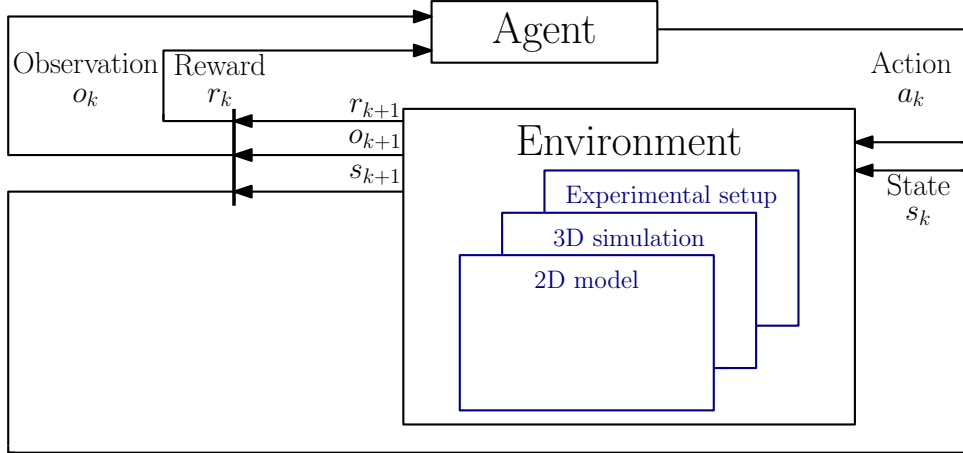 Agent
Observation
o_k
Reward
r_k
Action
a_k
r_{k+1}
o_{k+1}
s_{k+1}
Environment
State
s_k
Experimental setup
3D simulation
2D model